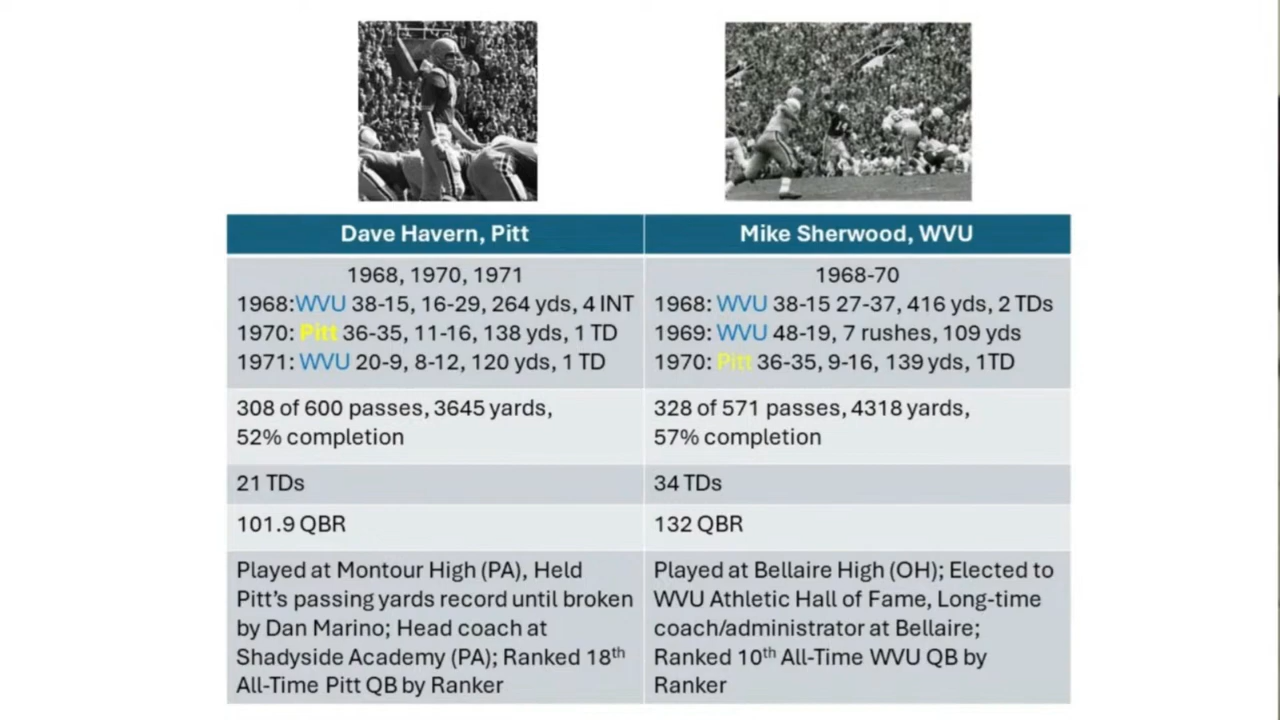 Dave Havern, Pitt
Mike Sherwood, WVU
1968, 1970, 1971
1968:WVU 38-15, 16-29, 264 yds, 4 INT
1970: Pitt 36-35, 11-16, 138 yds, 1 TD
1971: WVU 20-9, 8-12, 120 yds, 1 TD
1968-70
1968: WVU 38-15 27-37, 416 yds, 2 TDs
1969: WVU 48-19, 7 rushes, 109 yds
1970: Pitt 36-35, 9-16, 139 yds, 1TD
308 of 600 passes, 3645 yards,
52% completion
328 of 571 passes, 4318 yards,
57% completion
21 TDs
34 TDs
101.9 QBR
132 QBR
Played at Montour High (PA), Held
Pitt's passing yards record until broken
by Dan Marino; Head coach at
Shadyside Academy (PA); Ranked 18th
All-Time Pitt QB by Ranker
Played at Bellaire High (OH); Elected to
WVU Athletic Hall of Fame, Long-time
coach/administrator at Bellaire;
Ranked 10th All-Time WVU QB by
Ranker